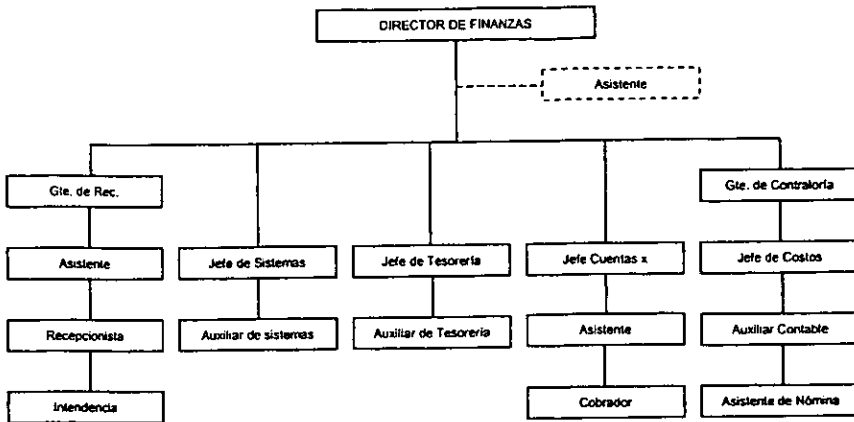 DIRECTOR DE FINANZAS
Asistente
Gte. de Rec.
Gte. de Contraloría
Asistente
Jefe de Sistemas
Jefe de Tesorería
Jefe Cuentas x
Jefe de Costos
Recepcionista
Auxiliar de sistemas
Auxiliar de Tesorería
Asistente
Auxiliar Contable
Intendencia
Cobrador
Asistente de Nómina